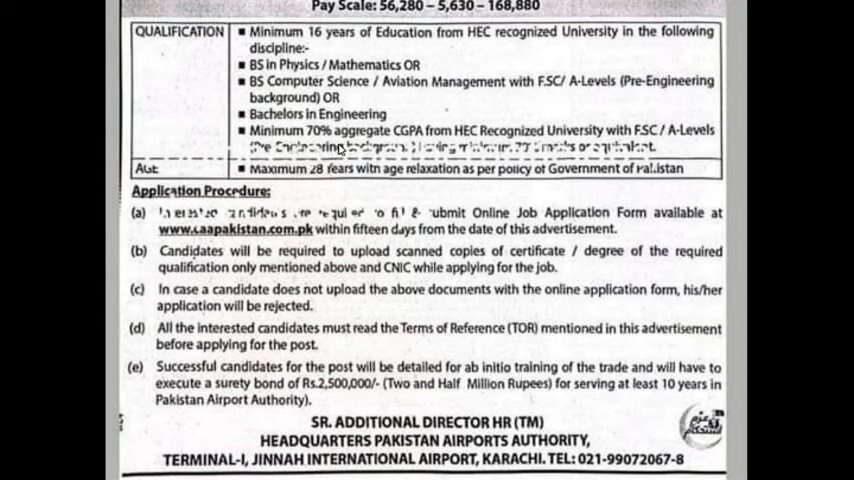 Pay Scale: 56,280 – 5,630 – 168,880
QUALIFICATION
▪ Minimum 16 years of Education from HEC recognized University in the following
discipline:-
▪ BS in Physics / Mathematics OR
▪ BS Computer Science / Aviation Management with F.SC/ A-Levels (Pre-Engineering
background) OR
▪ Bachelors in Engineering
▪ Minimum 70% aggregate CGPA from HEC Recognized University with F.SC / A-Levels
(Pre Engineering background)
AGE
▪ Maximum 28 Years with age relaxation as per policy of Government of Pakistan
Application Procedure:
(a) Interested candidates are required to fill & submit Online Job Application Form available at
www.caapakistan.com.pk within fifteen days from the date of this advertisement.
(b) Candidates will be required to upload scanned copies of certificate / degree of the required
qualification only mentioned above and CNIC while applying for the job.
(c) In case a candidate does not upload the above documents with the online application form, his/her
application will be rejected.
(d) All the interested candidates must read the Terms of Reference (TOR) mentioned in this advertisement
before applying for the post.
(e) Successful candidates for the post will be detailed for ab initio training of the trade and will have to
execute a surety bond of Rs.2,500,000/- (Two and Half Million Rupees) for serving at least 10 years in
Pakistan Airport Authority).
SR. ADDITIONAL DIRECTOR HR (TM)
HEADQUARTERS PAKISTAN AIRPORTS AUTHORITY,
TERMINAL-I, JINNAH INTERNATIONAL AIRPORT, KARACHI. TEL: 021-99072067-8